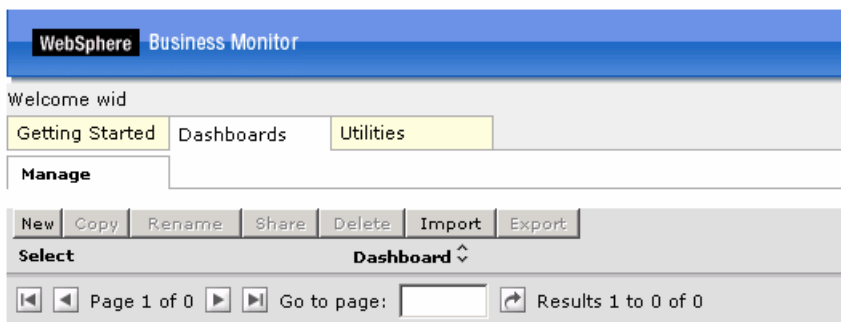 WebSphere Business Monitor
Welcome wid
Getting Started Dashboards Utilities
Manage
New Copy Rename Share Delete Import Export
Select Dashboard
Page 1 of 0 Go to page: Results 1 to 0 of 0